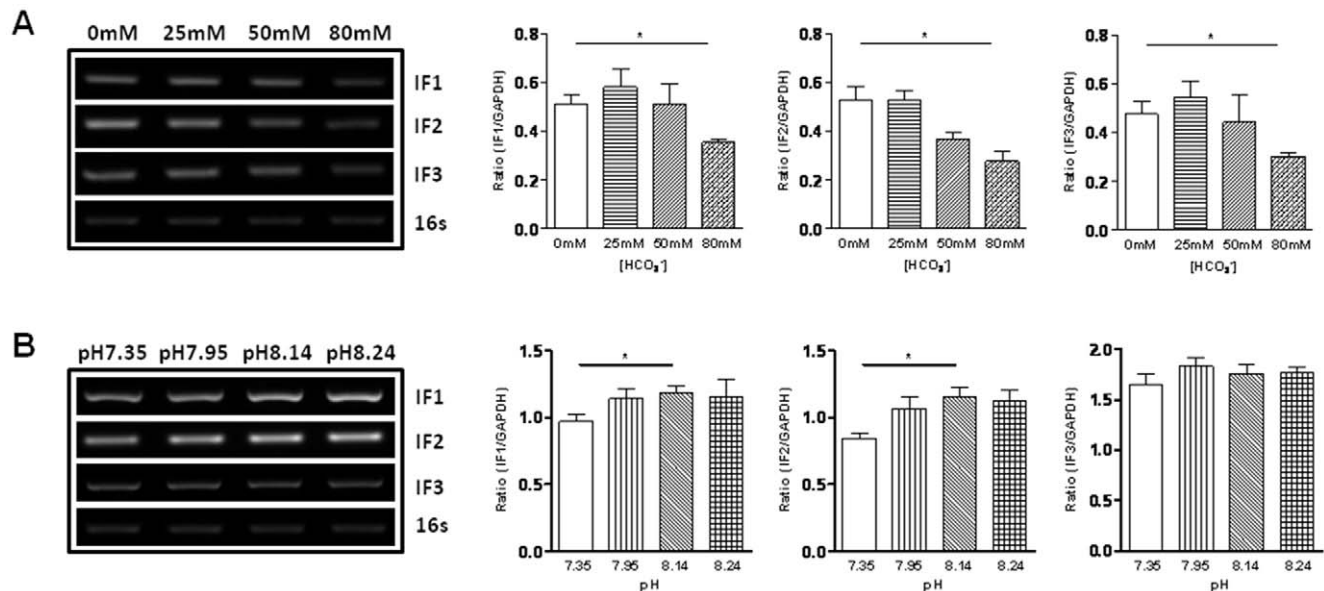 A
0mM 25mM 50mM 80mM
IF1
IF2
IF3
16s
Ratio (IF1/GAPDH)
0.8
0.6
0.4
0.2
0.0
*
0mM 25mM 50mM 80mM
[HCO₃⁻]
Ratio (IF2/GAPDH)
0.8
0.6
0.4
0.2
0.0
*
0mM 25mM 50mM 80mM
[HCO₃⁻]
Ratio (IF3/GAPDH)
0.8
0.6
0.4
0.2
0.0
*
0mM 25mM 50mM 80mM
[HCO₃⁻]
B
pH7.35 pH7.95 pH8.14 pH8.24
IF1
IF2
IF3
16s
Ratio (IF1/GAPDH)
1.5
1.0
0.5
0.0
*
7.35 7.95 8.14 8.24
pH
Ratio (IF2/GAPDH)
1.5
1.0
0.5
0.0
*
7.35 7.95 8.14 8.24
pH
Ratio (IF3/GAPDH)
2.0
1.5
1.0
0.5
0.0
7.35 7.95 8.14 8.24
pH